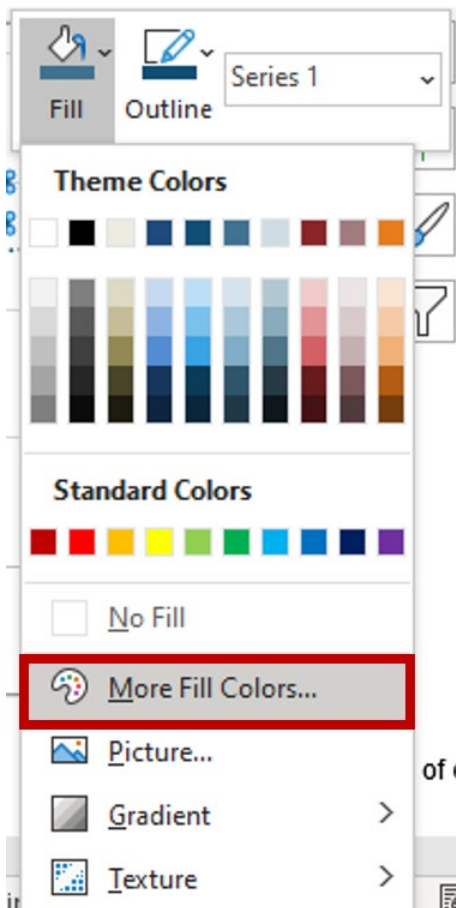 Series 1
Fill Outline
Theme Colors
Standard Colors
No Fill
More Fill Colors...
Picture...
of
Gradient
Texture